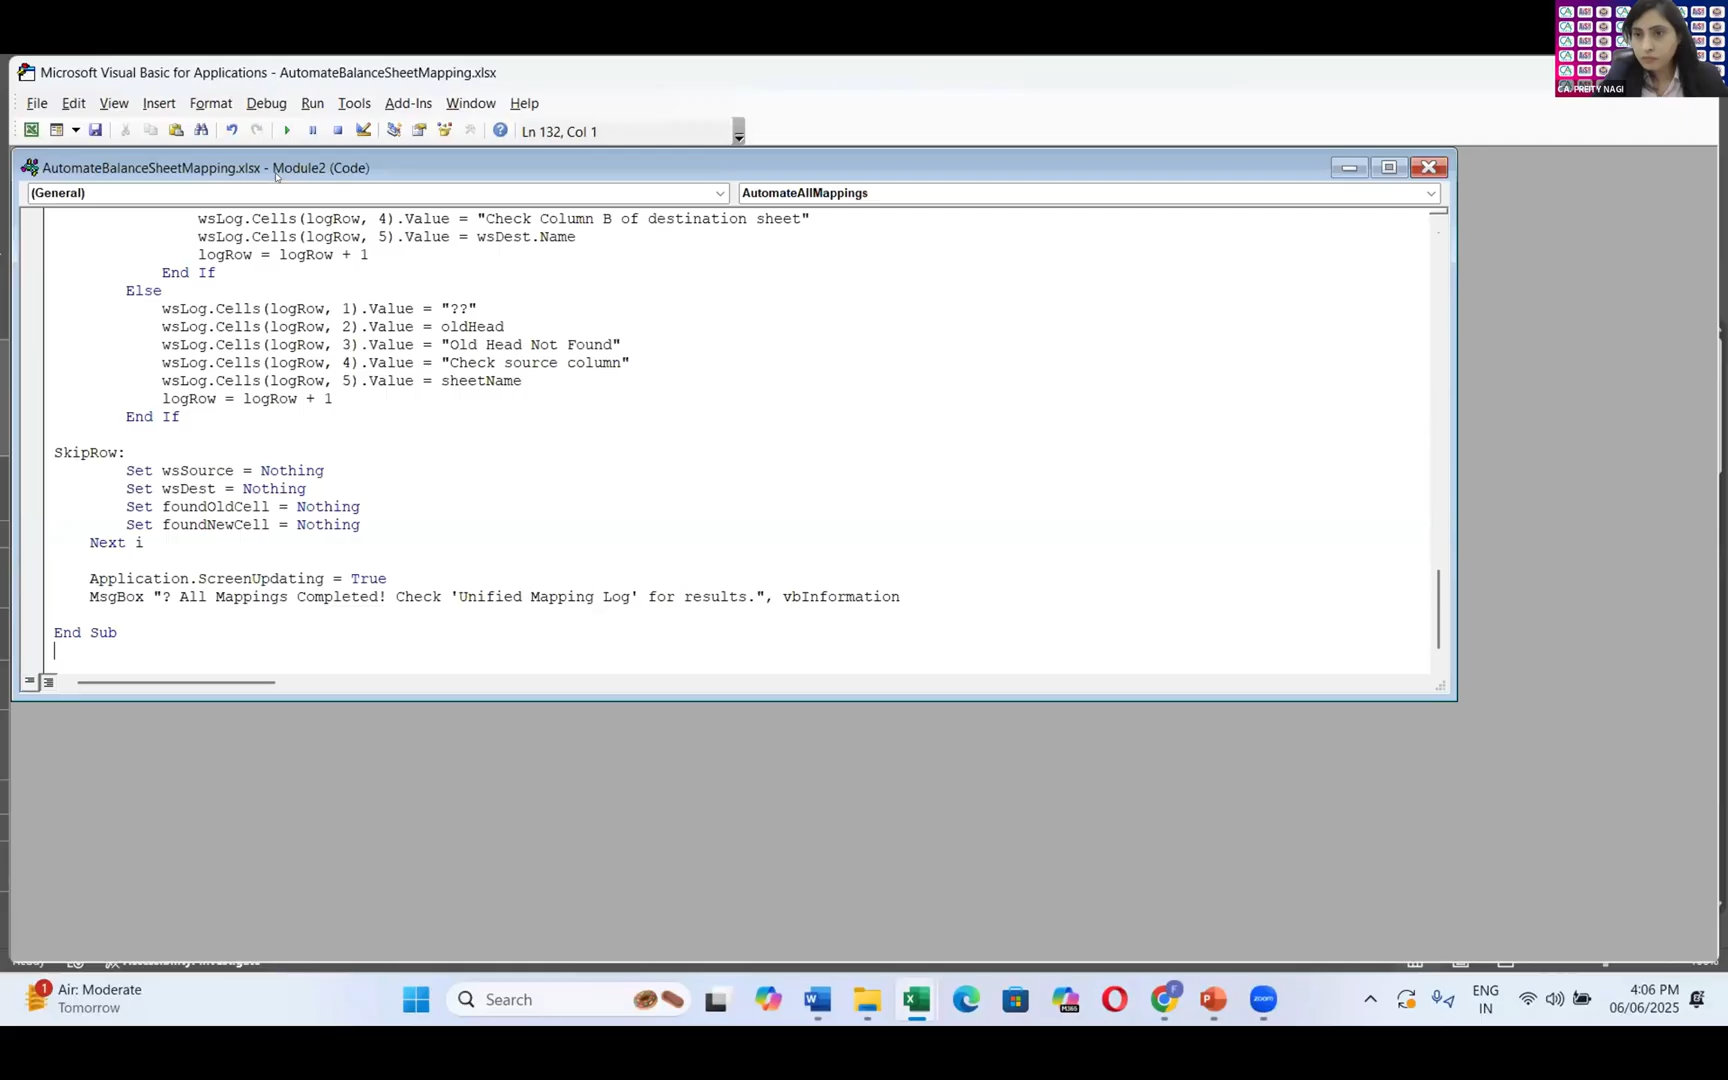 CA. PREITY NAGI
Microsoft Visual Basic for Applications - AutomateBalanceSheetMapping.xlsx
File Edit View Insert Format Debug Run Tools Add-Ins Window Help
Ln 132, Col 1
AutomateBalanceSheetMapping.xlsx - Module2 (Code)
(General) AutomateAllMappings
wsLog.Cells(logRow, 4).Value = "Check Column B of destination sheet"
wsLog.Cells(logRow, 5).Value = wsDest.Name
logRow = logRow + 1
End If
Else
wsLog.Cells(logRow, 1).Value = "??"
wsLog.Cells(logRow, 2).Value = oldHead
wsLog.Cells(logRow, 3).Value = "Old Head Not Found"
wsLog.Cells(logRow, 4).Value = "Check source column"
wsLog.Cells(logRow, 5).Value = sheetName
logRow = logRow + 1
End If
SkipRow:
Set wsSource = Nothing
Set wsDest = Nothing
Set foundOldCell = Nothing
Set foundNewCell = Nothing
Next i
Application.ScreenUpdating = True
MsgBox "? All Mappings Completed! Check 'Unified Mapping Log' for results.", vbInformation
End Sub
1 Air: Moderate
Tomorrow
Search
M365
zoom
ENG
IN
4:06 PM
06/06/2025